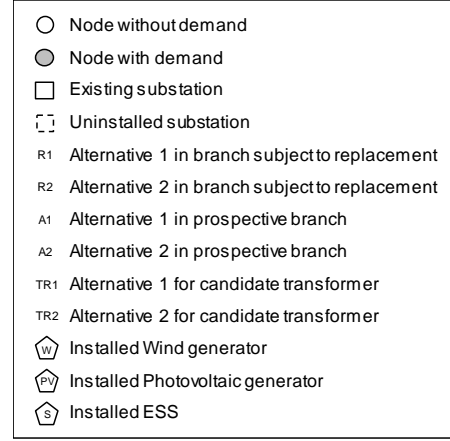 Node without demand
Node with demand
Existing substation
Uninstalled substation
R1 Alternative 1 in branch subject to replacement
R2 Alternative 2 in branch subject to replacement
A1 Alternative 1 in prospective branch
A2 Alternative 2 in prospective branch
TR1 Alternative 1 for candidate transformer
TR2 Alternative 2 for candidate transformer
W Installed Wind generator
PV Installed Photovoltaic generator
S Installed ESS